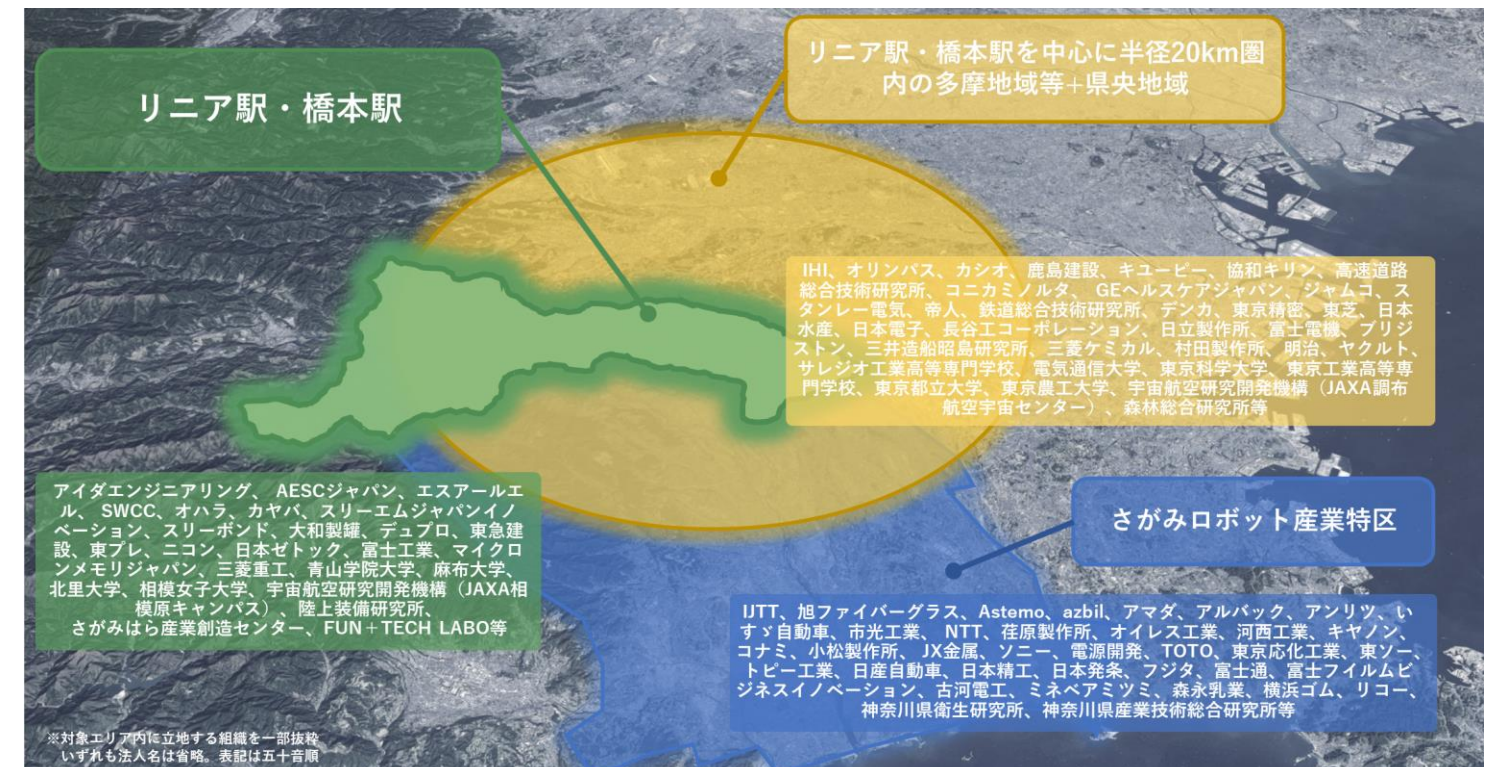 リニア駅・橋本駅
リニア駅・橋本駅を中心に半径20km圏
内の多摩地域等+県央地域
IHI、オリンパス、カシオ、鹿島建設、キユーピー、協和キリン、高速道路
総合技術研究所、コニカミノルタ、 GEヘルスケアジャパン、ジャムコ、ス
タンレー電気、帝人、鉄道総合技術研究所、デンカ、東京精密、東芝、日本
水産、日本電子、長谷工コーポレーション、日立製作所、富士電機、ブリジ
ストン、三井造船昭島研究所、三菱ケミカル、村田製作所、明治、ヤクルト、
サレジオ工業高等専門学校、電気通信大学、東京科学大学、東京工業高等専
門学校、東京都立大学、東京農工大学、宇宙航空研究開発機構（JAXA調布
航空宇宙センター）、森林総合研究所等
アイダエンジニアリング、 AESCジャパン、エスアールエ
ル、 SWCC、オハラ、カヤバ、スリーエムジャパンイノ
ベーション、スリーボンド、大和製罐、デュプロ、東急建
設、東プレ、ニコン、日本ゼトック、富士工業、マイクロ
ンメモリジャパン、三菱重工、青山学院大学、麻布大学、
北里大学、相模女子大学、宇宙航空研究開発機構（JAXA相
模原キャンパス）、陸上装備研究所、
さがみはら産業創造センター、FUN＋TECH LABO等
さがみロボット産業特区
IJTT、旭ファイバーグラス、Astemo、azbil、アマダ、アルバック、アンリツ、い
すゞ自動車、市光工業、 NTT、荏原製作所、オイレス工業、河西工業、キヤノン、
コナミ、小松製作所、 JX金属、ソニー、電源開発、TOTO、東京応化工業、東ソー、
トピー工業、日産自動車、日本精工、日本発条、フジタ、富士通、富士フイルムビ
ジネスイノベーション、古河電工、ミネベアミツミ、森永乳業、横浜ゴム、リコー、
神奈川県衛生研究所、神奈川県産業技術総合研究所等
※対象エリア内に立地する組織を一部抜粋
いずれも法人名は省略。表記は五十音順